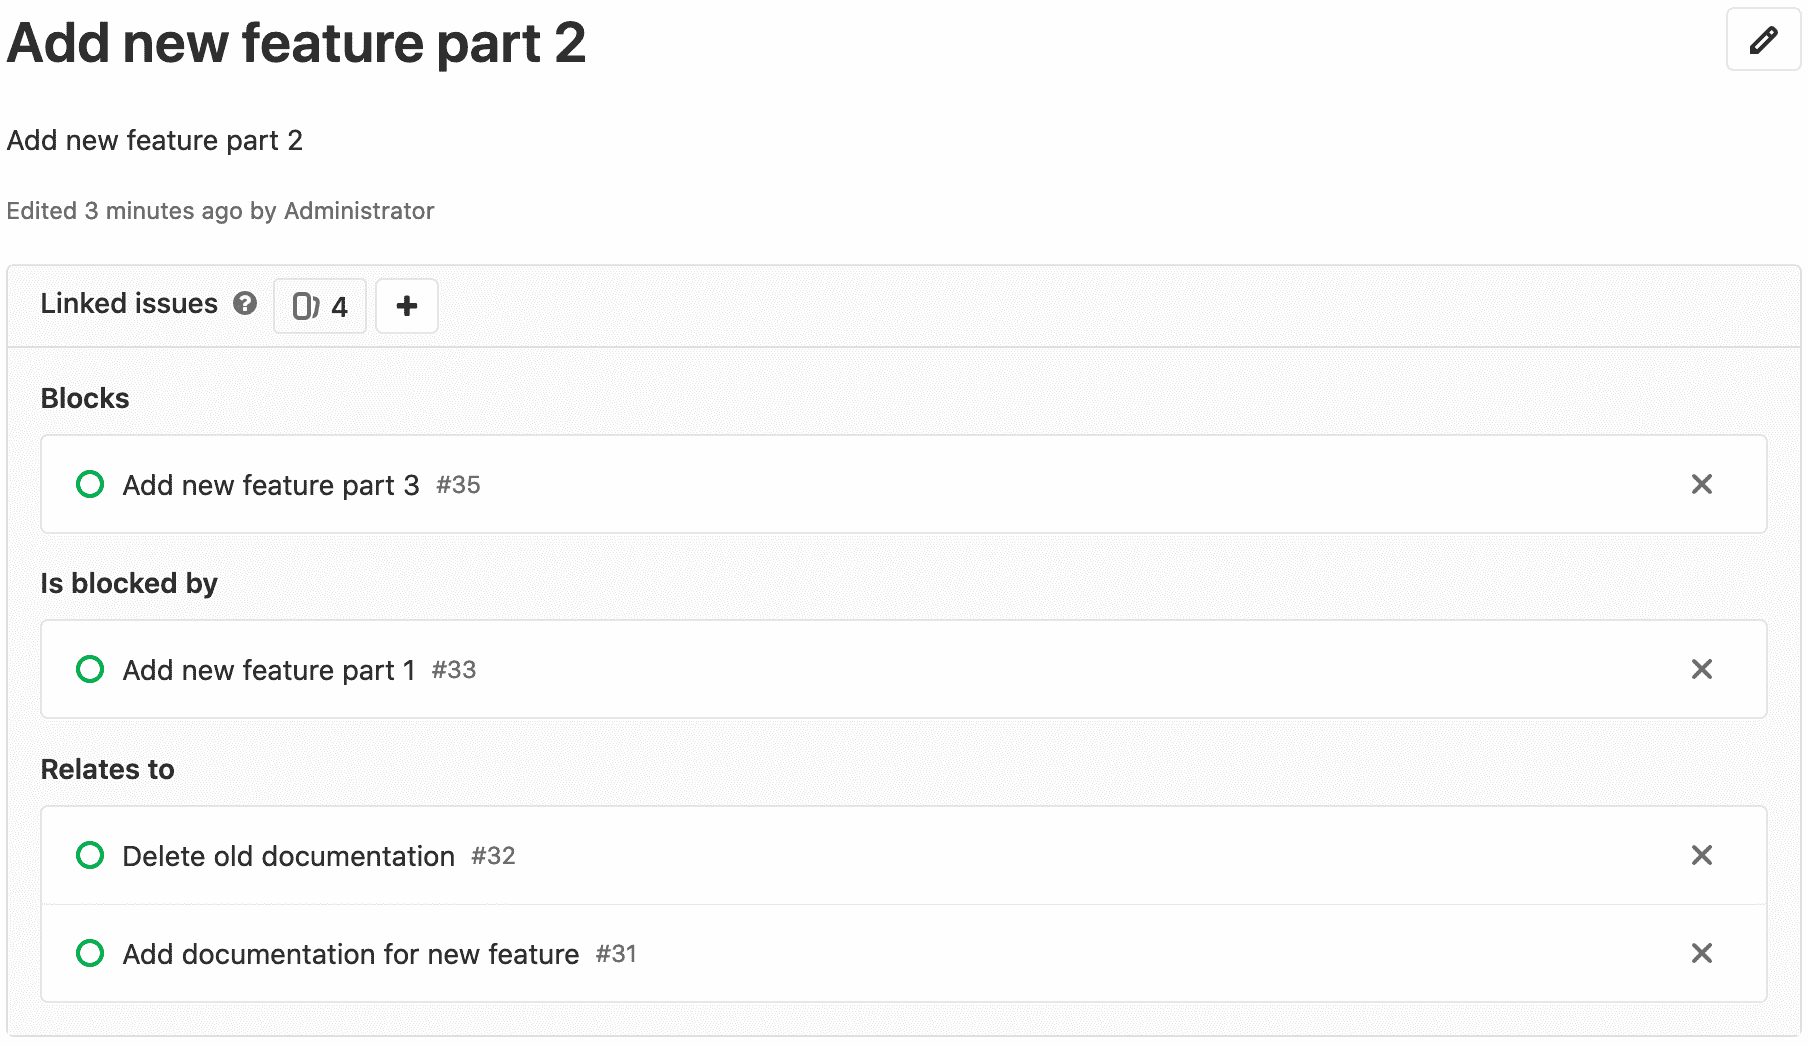 Add new feature part 2
Add new feature part 2
Edited 3 minutes ago by Administrator
Linked issues ? 4 +
Blocks
Add new feature part 3 #35
Is blocked by
Add new feature part 1 #33
Relates to
Delete old documentation #32
Add documentation for new feature #31